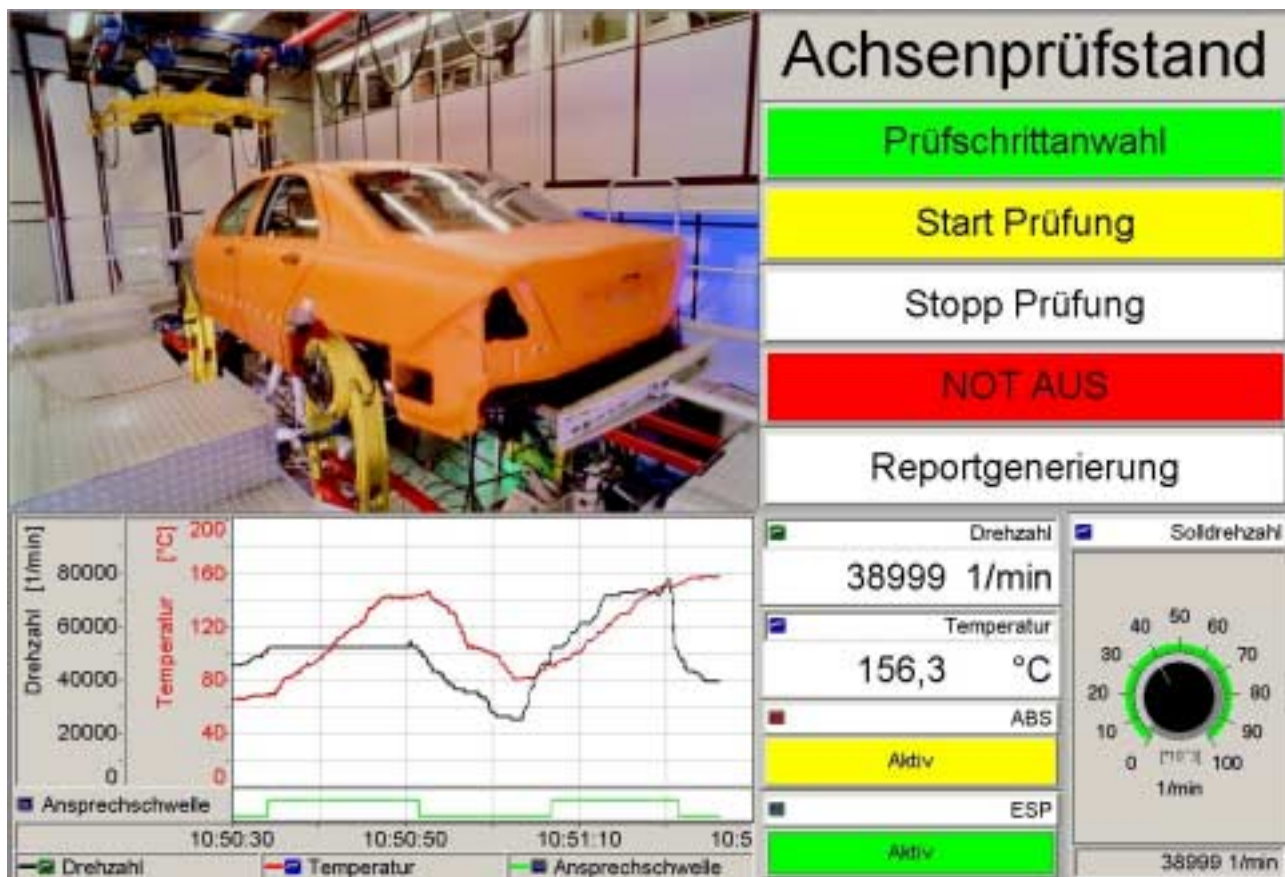 Achsenprüfstand
Prüfschrittanwahl
Start Prüfung
Stopp Prüfung
NOT AUS
Reportgenerierung
Drehzahl [1/min]
80000
60000
40000
20000
0
Temperatur [°C]
200
160
120
80
40
0
Ansprechschwelle
10:50:30 10:50:50 10:51:10 10:5
Drehzahl Temperatur Ansprechschwelle
Drehzahl
38999 1/min
Temperatur
156,3 °C
ABS
Aktiv
ESP
Aktiv
Solldrehzahl
0 10 20 30 40 50 60 70 80 90 100
1/min
38999 1/min